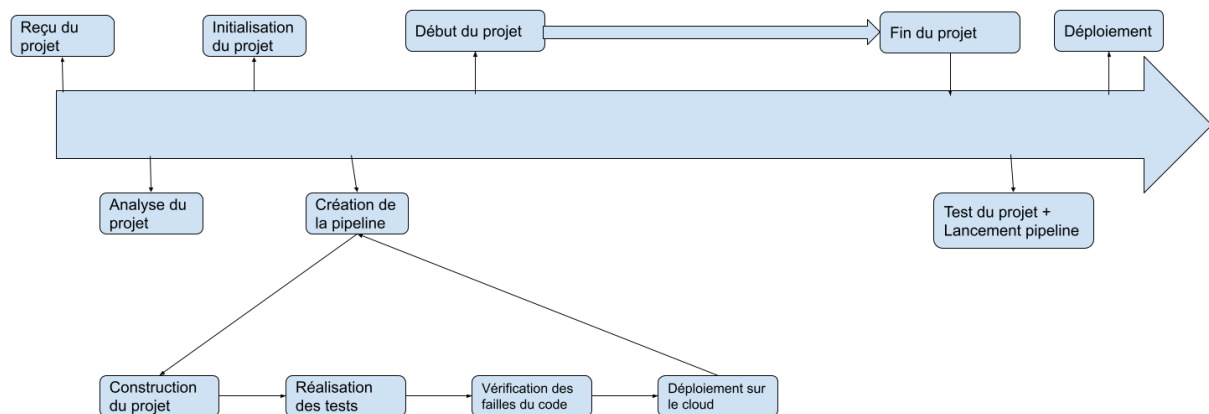 Reçu du
projet
Initialisation
du projet
Début du projet
Fin du projet
Déploiement
Analyse du
projet
Création de
la pipeline
Test du projet +
Lancement pipeline
Construction
du projet
Réalisation
des tests
Vérification des
failles du code
Déploiement sur
le cloud